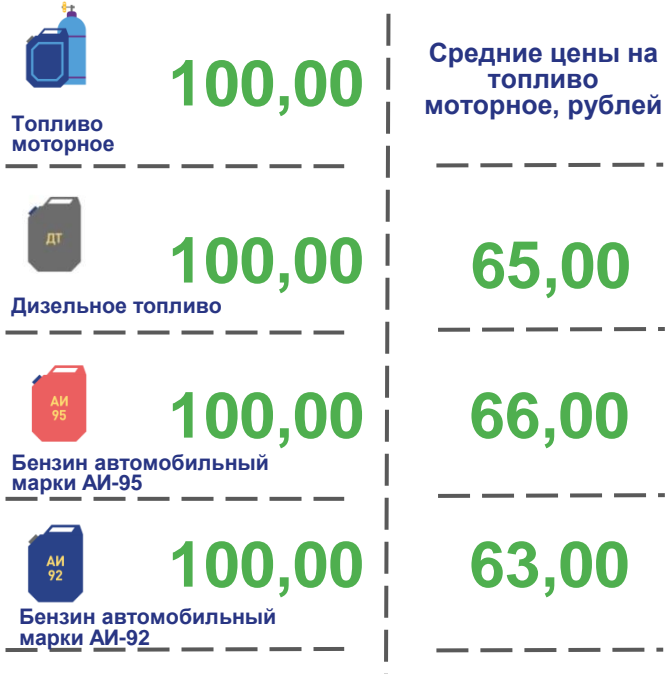 100,00
Топливо
моторное
Средние цены на
топливо
моторное, рублей
ДТ
100,00
Дизельное топливо
65,00
АИ
95
100,00
Бензин автомобильный
марки АИ-95
66,00
АИ
92
100,00
Бензин автомобильный
марки АИ-92
63,00